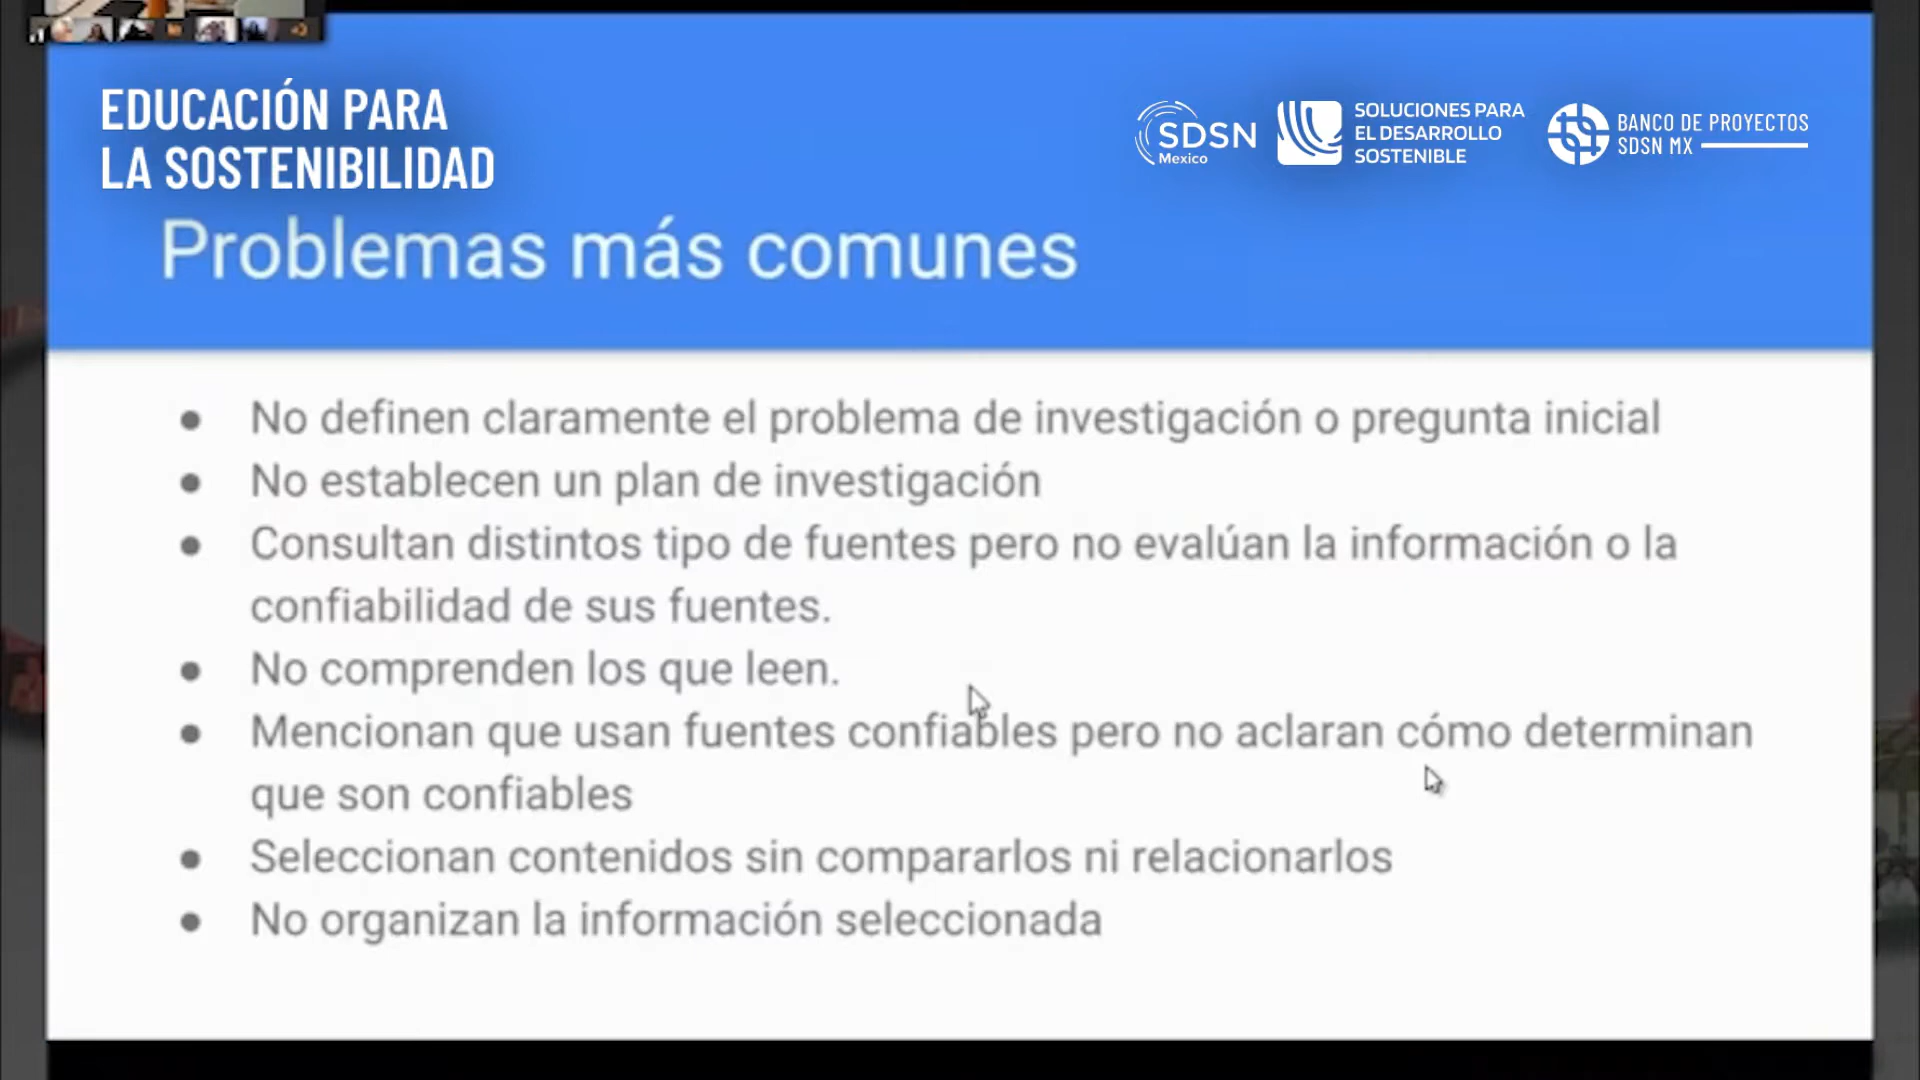 EDUCACIÓN PARA
LA SOSTENIBILIDAD
SDSN
Mexico
SOLUCIONES PARA
EL DESARROLLO
SOSTENIBLE
BANCO DE PROYECTOS
SDSN MX
Problemas más comunes
No definen claramente el problema de investigación o pregunta inicial
No establecen un plan de investigación
Consultan distintos tipo de fuentes pero no evalúan la información o la
confiabilidad de sus fuentes.
No comprenden los que leen.
Mencionan que usan fuentes confiables pero no aclaran cómo determinan
que son confiables
Seleccionan contenidos sin compararlos ni relacionarlos
No organizan la información seleccionada